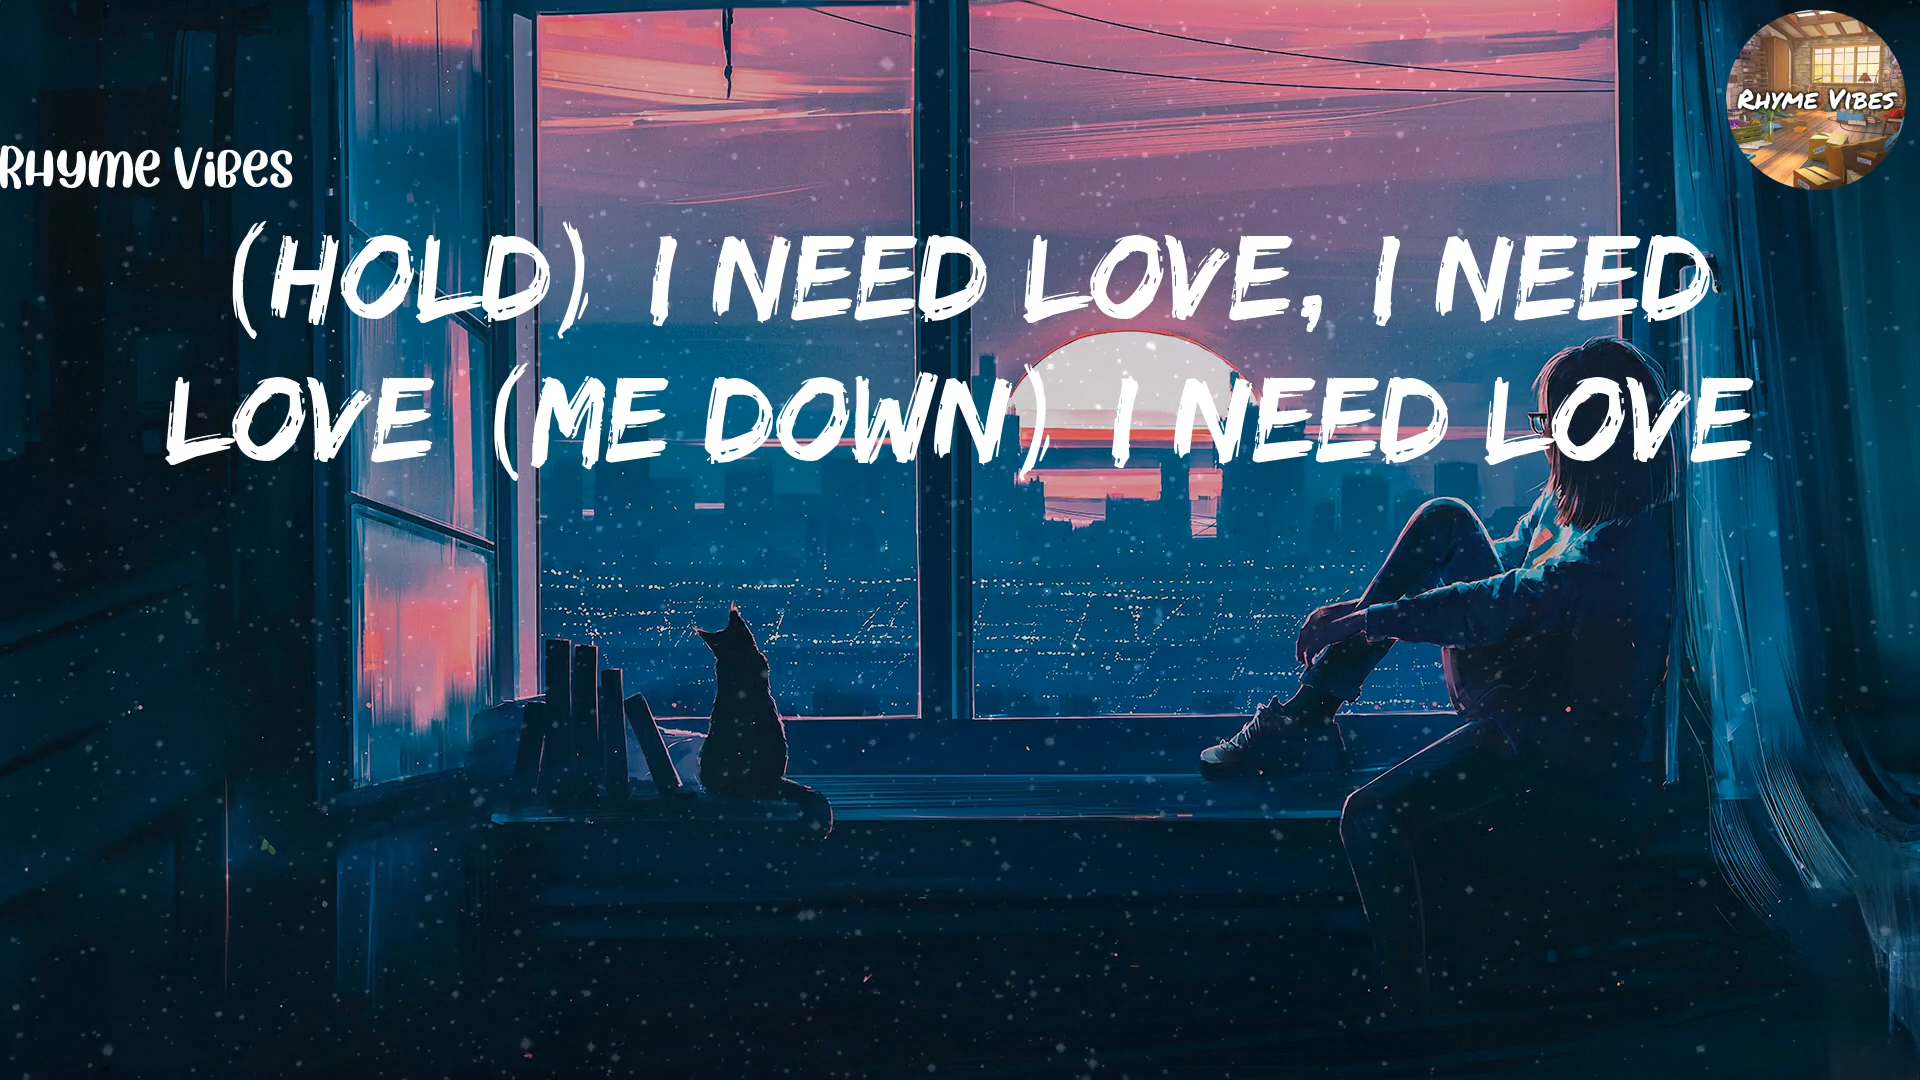 Rhyme Vibes
Rhyme Vibes
(HOLD) I NEED LOVE, I NEED
LOVE (ME DOWN) I NEED LOVE